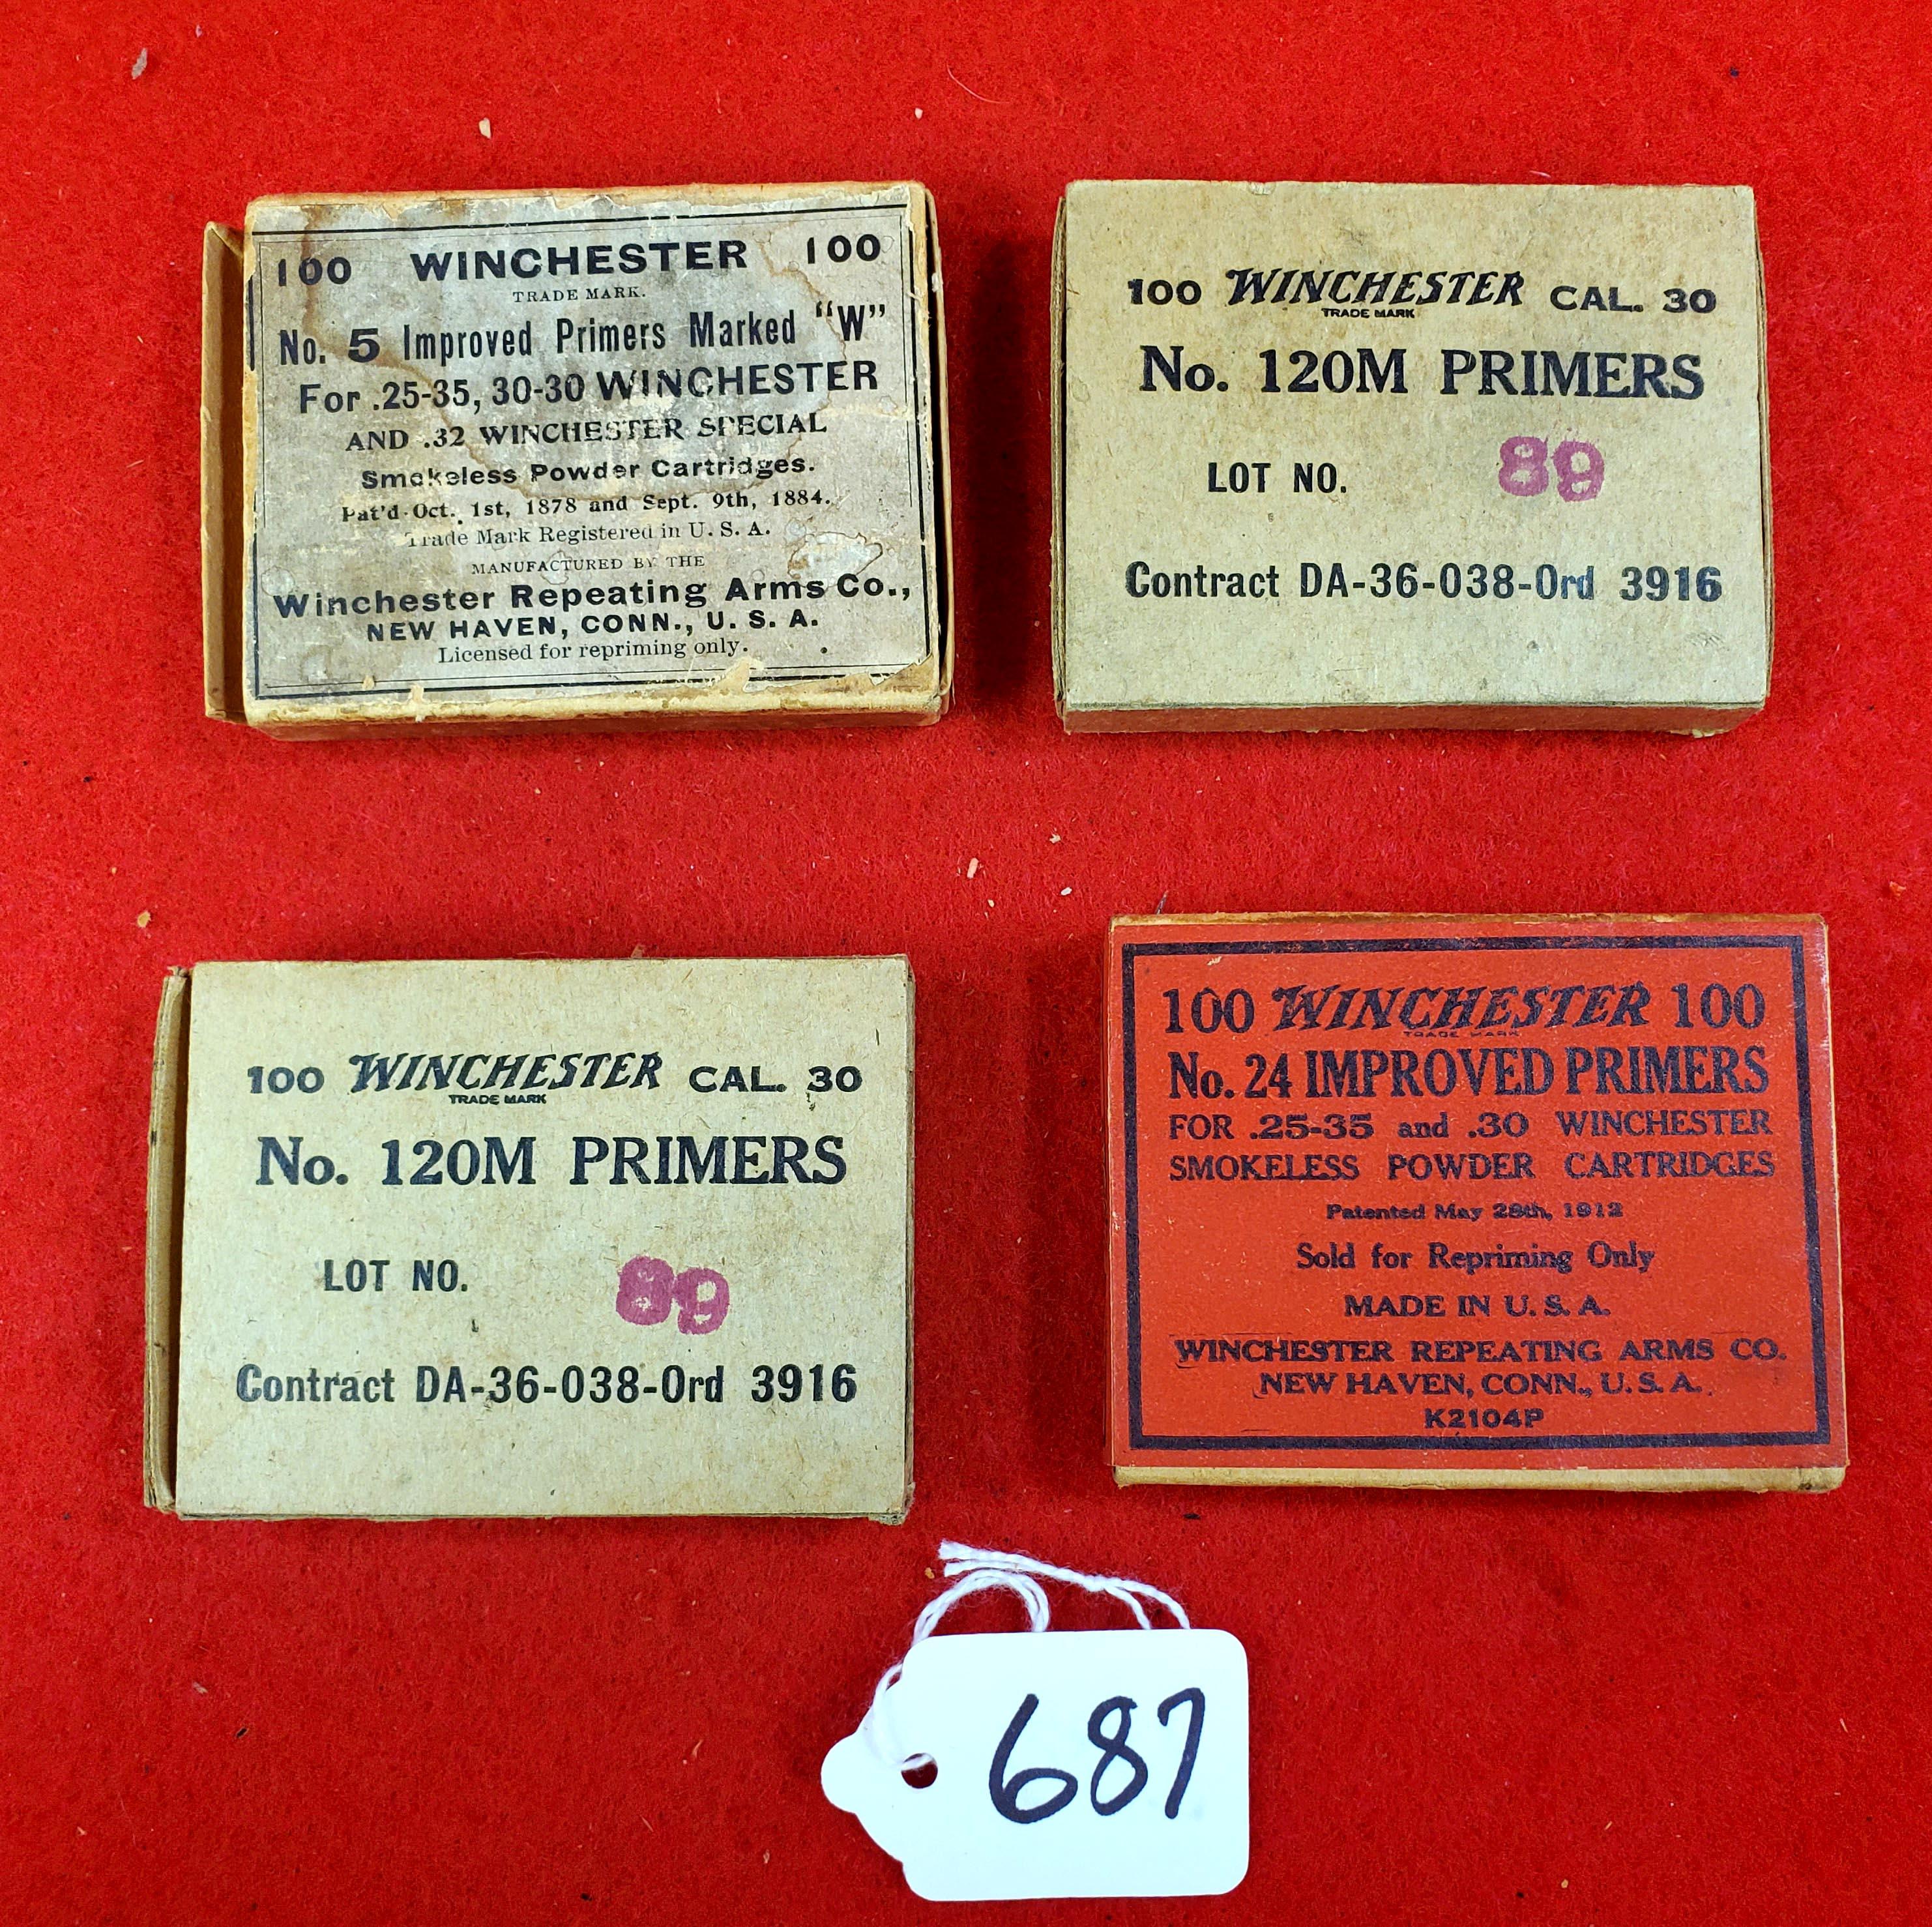 100 WINCHESTER 100
TRADE MARK.
No. 5 Improved Primers Marked "W"
For .25-35, 30-30 WINCHESTER
AND .32 WINCHESTER SPECIAL
Smokeless Powder Cartridges.
Pat'd Oct. 1st, 1878 and Sept. 9th, 1884.
Trade Mark Registered in U. S. A.
MANUFACTURED BY THE
Winchester Repeating Arms Co.,
NEW HAVEN, CONN., U. S. A.
Licensed for repriming only.
100 WINCHESTER CAL. 30
TRADE MARK
No. 120M PRIMERS
LOT NO. 89
Contract DA-36-038-Ord 3916
100 WINCHESTER CAL. 30
TRADE MARK
No. 120M PRIMERS
LOT NO. 89
Contract DA-36-038-Ord 3916
100 WINCHESTER 100
TRADE MARK
No. 24 IMPROVED PRIMERS
FOR .25-35 and .30 WINCHESTER
SMOKELESS POWDER CARTRIDGES
Patented May 28th, 1912
Sold for Repriming Only
MADE IN U. S. A.
WINCHESTER REPEATING ARMS CO.
NEW HAVEN, CONN., U. S. A.
K2104P
687